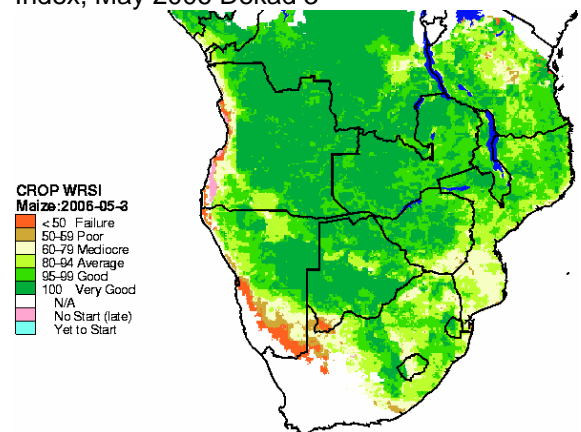 Index, May 2006 Dekad 3
CROP WRSI
Maize:2006-05-3
<50 Failure
50-59 Poor
60-79 Mediocre
80-94 Average
95-99 Good
100 Very Good
N/A
No Start (late)
Yet to Start